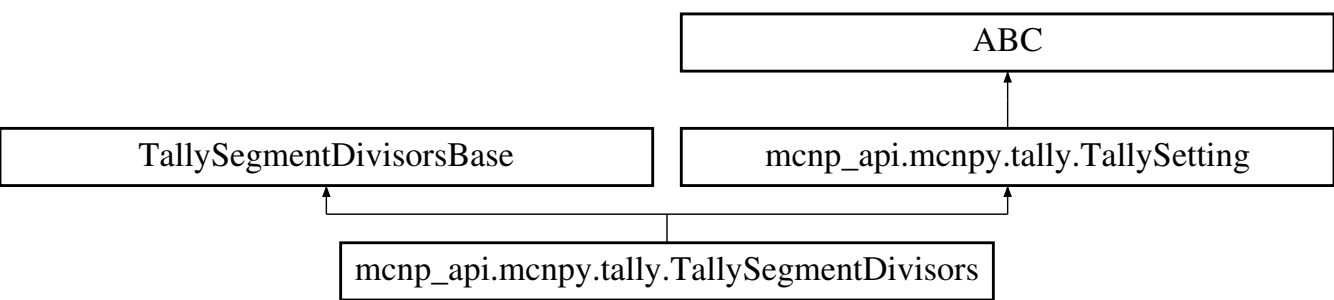 ABC
TallySegmentDivisorsBase
mcnp_api.mcnpy.tally.TallySetting
mcnp_api.mcnpy.tally.TallySegmentDivisors